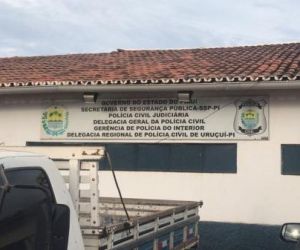 GOVERNO DO ESTADO DO PIAUÍ
SECRETARIA DE SEGURANÇA PÚBLICA-SSP-PI
POLÍCIA CIVIL JUDICIÁRIA
DELEGACIA GERAL DA POLÍCIA CIVIL
GERÊNCIA DE POLÍCIA DO INTERIOR
DELEGACIA REGIONAL DE POLÍCIA CIVIL DE URUÇUÍ-PI